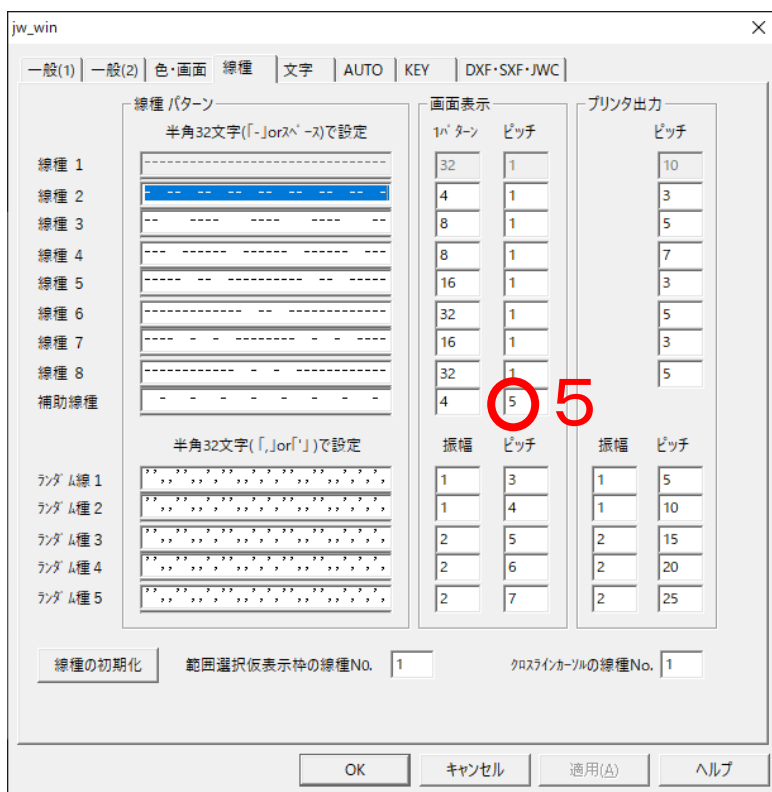 jw_win
一般(1) 一般(2) 色・画面 線種 文字 AUTO KEY DXF・SXF・JWC
線種 パターン 画面表示 プリンタ出力
半角32文字(「-」orスペース)で設定 1パターン ピッチ ピッチ
線種 1 -------------------------------- 32 1 10
線種 2 -  --  --  --  --  --  --  --  - 4 1 3
線種 3 --    ----    ----    ----    -- 8 1 5
線種 4 ---  ------  ------  ------  --- 8 1 7
線種 5 -----  --  ----------  --  ----- 16 1 3
線種 6 -------------  --  ------------- 32 1 5
線種 7 ----  -  -  --------  -  -  ---- 16 1 3
線種 8 ------------  -  -  ------------ 32 1 5
補助線種 -   -   -   -   -   -   -   - 4 5 5
半角32文字(「,」or「'」)で設定 振幅 ピッチ 振幅 ピッチ
ランダム線 1 '',,'',,','',,',','',,'',,',',', 1 3 1 5
ランダム種 2 '',,'',,','',,',','',,'',,',',', 1 4 1 10
ランダム種 3 '',,'',,','',,',','',,'',,',',', 2 5 2 15
ランダム種 4 '',,'',,','',,',','',,'',,',',', 2 6 2 20
ランダム種 5 '',,'',,','',,',','',,'',,',',', 2 7 2 25
線種の初期化 範囲選択仮表示枠の線種No. 1 クロスラインカーソルの線種No. 1
OK キャンセル 適用(A) ヘルプ